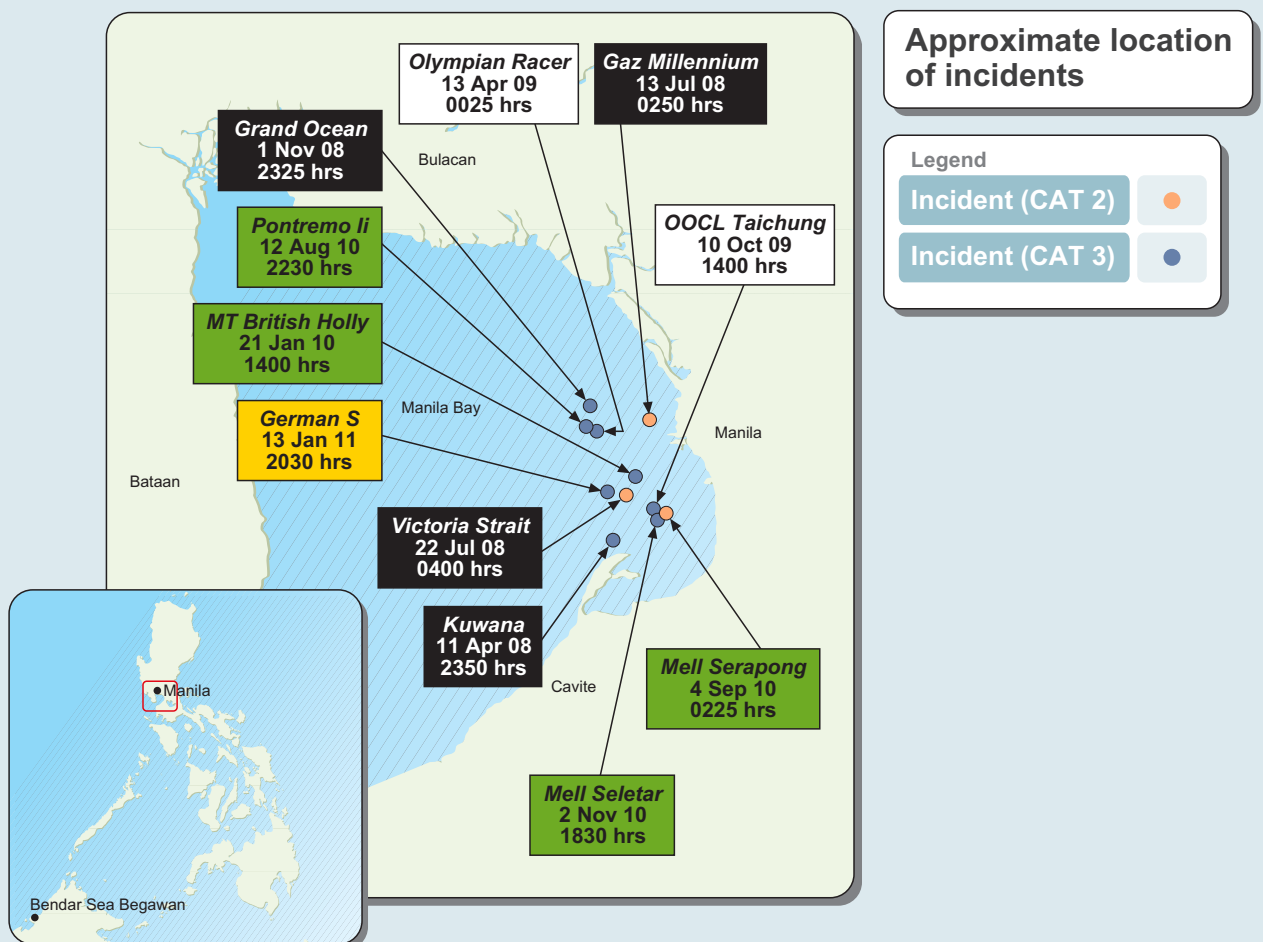 Approximate location
of incidents
Legend
Incident (CAT 2)
Incident (CAT 3)
Olympian Racer
13 Apr 09
0025 hrs
Gaz Millennium
13 Jul 08
0250 hrs
Grand Ocean
1 Nov 08
2325 hrs
Bulacan
Pontremo li
12 Aug 10
2230 hrs
OOCL Taichung
10 Oct 09
1400 hrs
MT British Holly
21 Jan 10
1400 hrs
Manila Bay
German S
13 Jan 11
2030 hrs
Manila
Bataan
Victoria Strait
22 Jul 08
0400 hrs
Kuwana
11 Apr 08
2350 hrs
Cavite
Mell Serapong
4 Sep 10
0225 hrs
Mell Seletar
2 Nov 10
1830 hrs
Manila
Bendar Sea Begawan